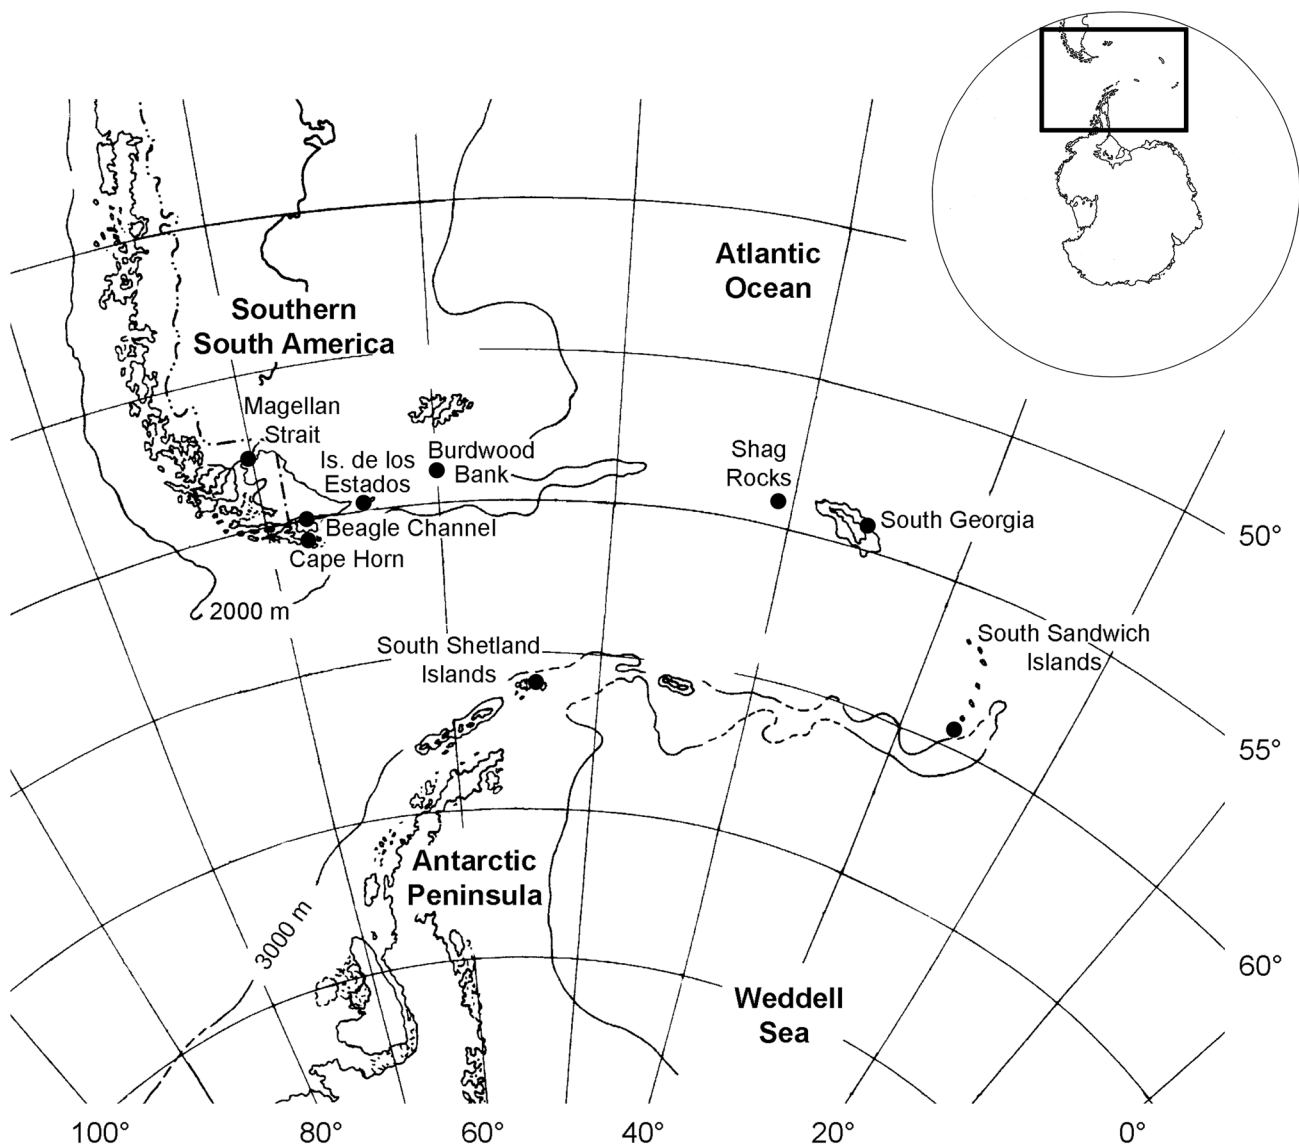 Atlantic
Ocean
Southern
South America
Magellan
Strait
Is. de los
Estados
Burdwood
Bank
Shag
Rocks
South Georgia
Beagle Channel
Cape Horn
2000 m
50°
South Shetland
Islands
South Sandwich
Islands
55°
Antarctic
Peninsula
3000 m
60°
Weddell
Sea
100°
80°
60°
40°
20°
0°